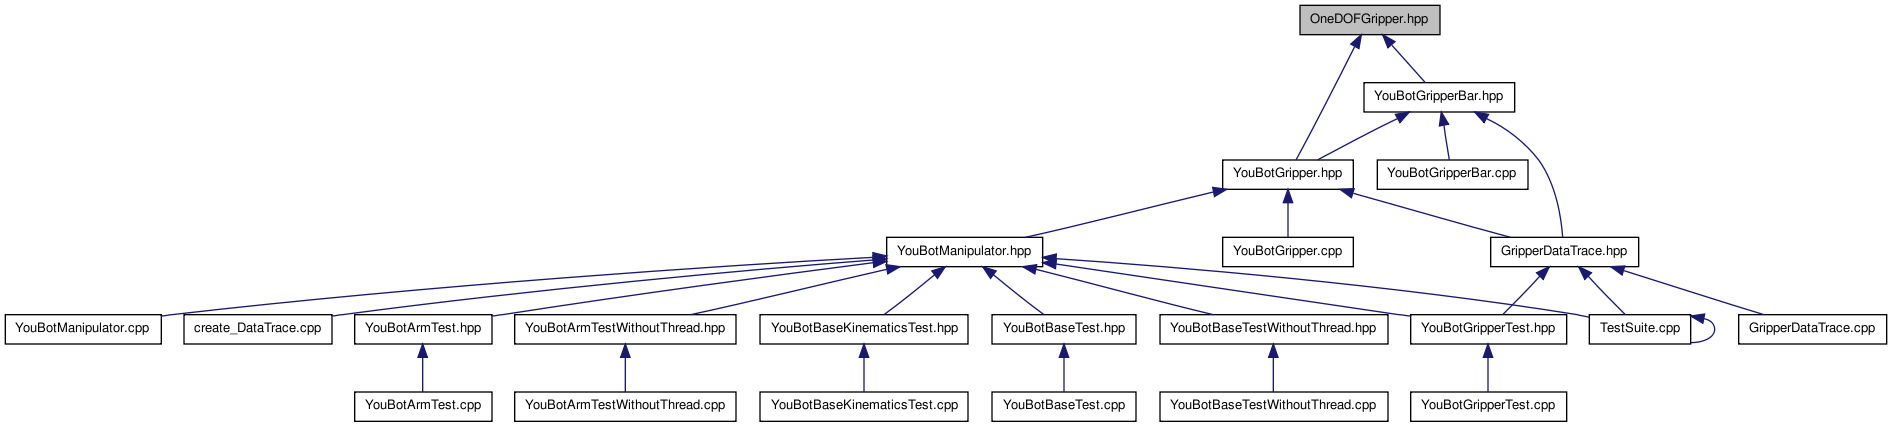 OneDOFGripper.hpp
YouBotGripperBar.hpp
YouBotGripper.hpp
YouBotGripperBar.cpp
YouBotManipulator.hpp
YouBotGripper.cpp
GripperDataTrace.hpp
YouBotManipulator.cpp
create_DataTrace.cpp
YouBotArmTest.hpp
YouBotArmTestWithoutThread.hpp
YouBotBaseKinematicsTest.hpp
YouBotBaseTest.hpp
YouBotBaseTestWithoutThread.hpp
YouBotGripperTest.hpp
TestSuite.cpp
GripperDataTrace.cpp
YouBotArmTest.cpp
YouBotArmTestWithoutThread.cpp
YouBotBaseKinematicsTest.cpp
YouBotBaseTest.cpp
YouBotBaseTestWithoutThread.cpp
YouBotGripperTest.cpp